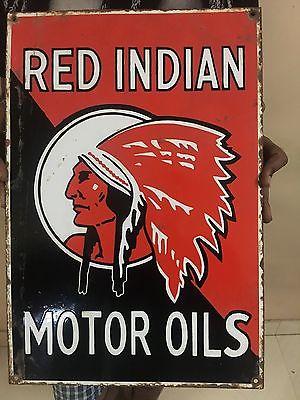 RED INDIAN
MOTOR OILS